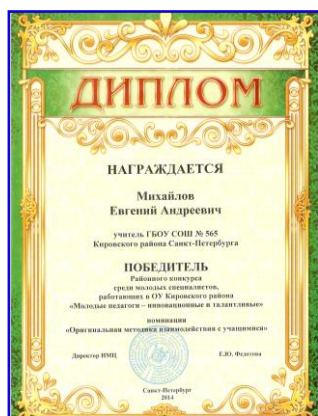 ДИПЛОМ
НАГРАЖДАЕТСЯ
Михайлов
Евгений Андреевич
учитель ГБОУ СОШ № 565
Кировского района Санкт-Петербурга
ПОБЕДИТЕЛЬ
Районного конкурса
среди молодых специалистов,
работающих в ОУ Кировского района
«Молодые педагоги – инновационные и талантливые»
номинация
«Оригинальная методика взаимодействия с учащимися»
Директор ИМЦ
Е.Ю. Федотова
Санкт-Петербург
2014